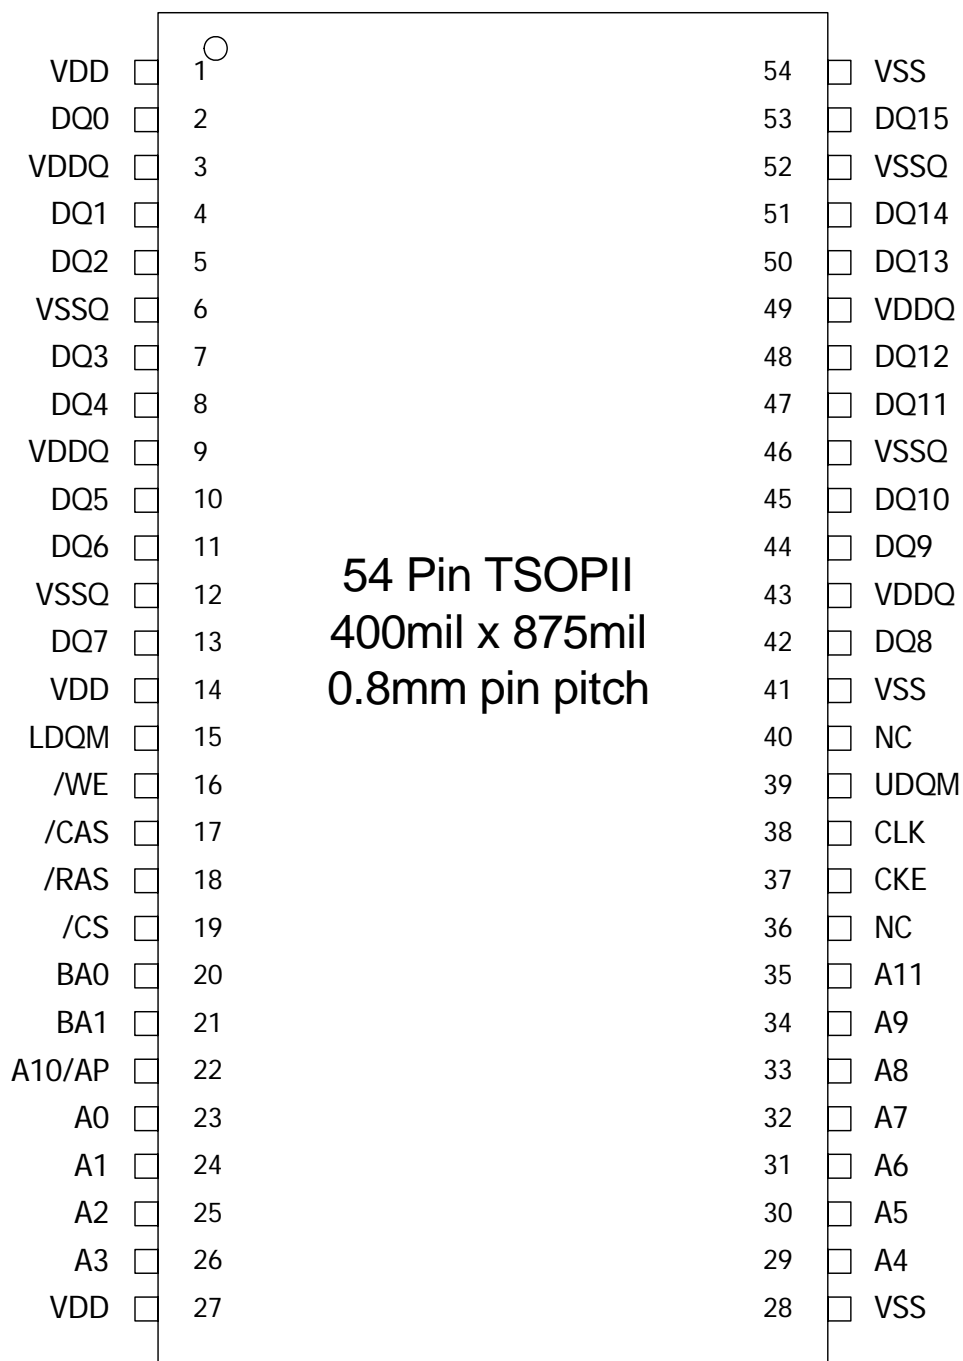 VDD 1 54 VSS
DQ0 2 53 DQ15
VDDQ 3 52 VSSQ
DQ1 4 51 DQ14
DQ2 5 50 DQ13
VSSQ 6 49 VDDQ
DQ3 7 48 DQ12
DQ4 8 47 DQ11
VDDQ 9 46 VSSQ
DQ5 10 45 DQ10
DQ6 11 44 DQ9
54 Pin TSOPII
VSSQ 12 43 VDDQ
400mil x 875mil
DQ7 13 42 DQ8
0.8mm pin pitch
VDD 14 41 VSS
LDQM 15 40 NC
/WE 16 39 UDQM
/CAS 17 38 CLK
/RAS 18 37 CKE
/CS 19 36 NC
BA0 20 35 A11
BA1 21 34 A9
A10/AP 22 33 A8
A0 23 32 A7
A1 24 31 A6
A2 25 30 A5
A3 26 29 A4
VDD 27 28 VSS